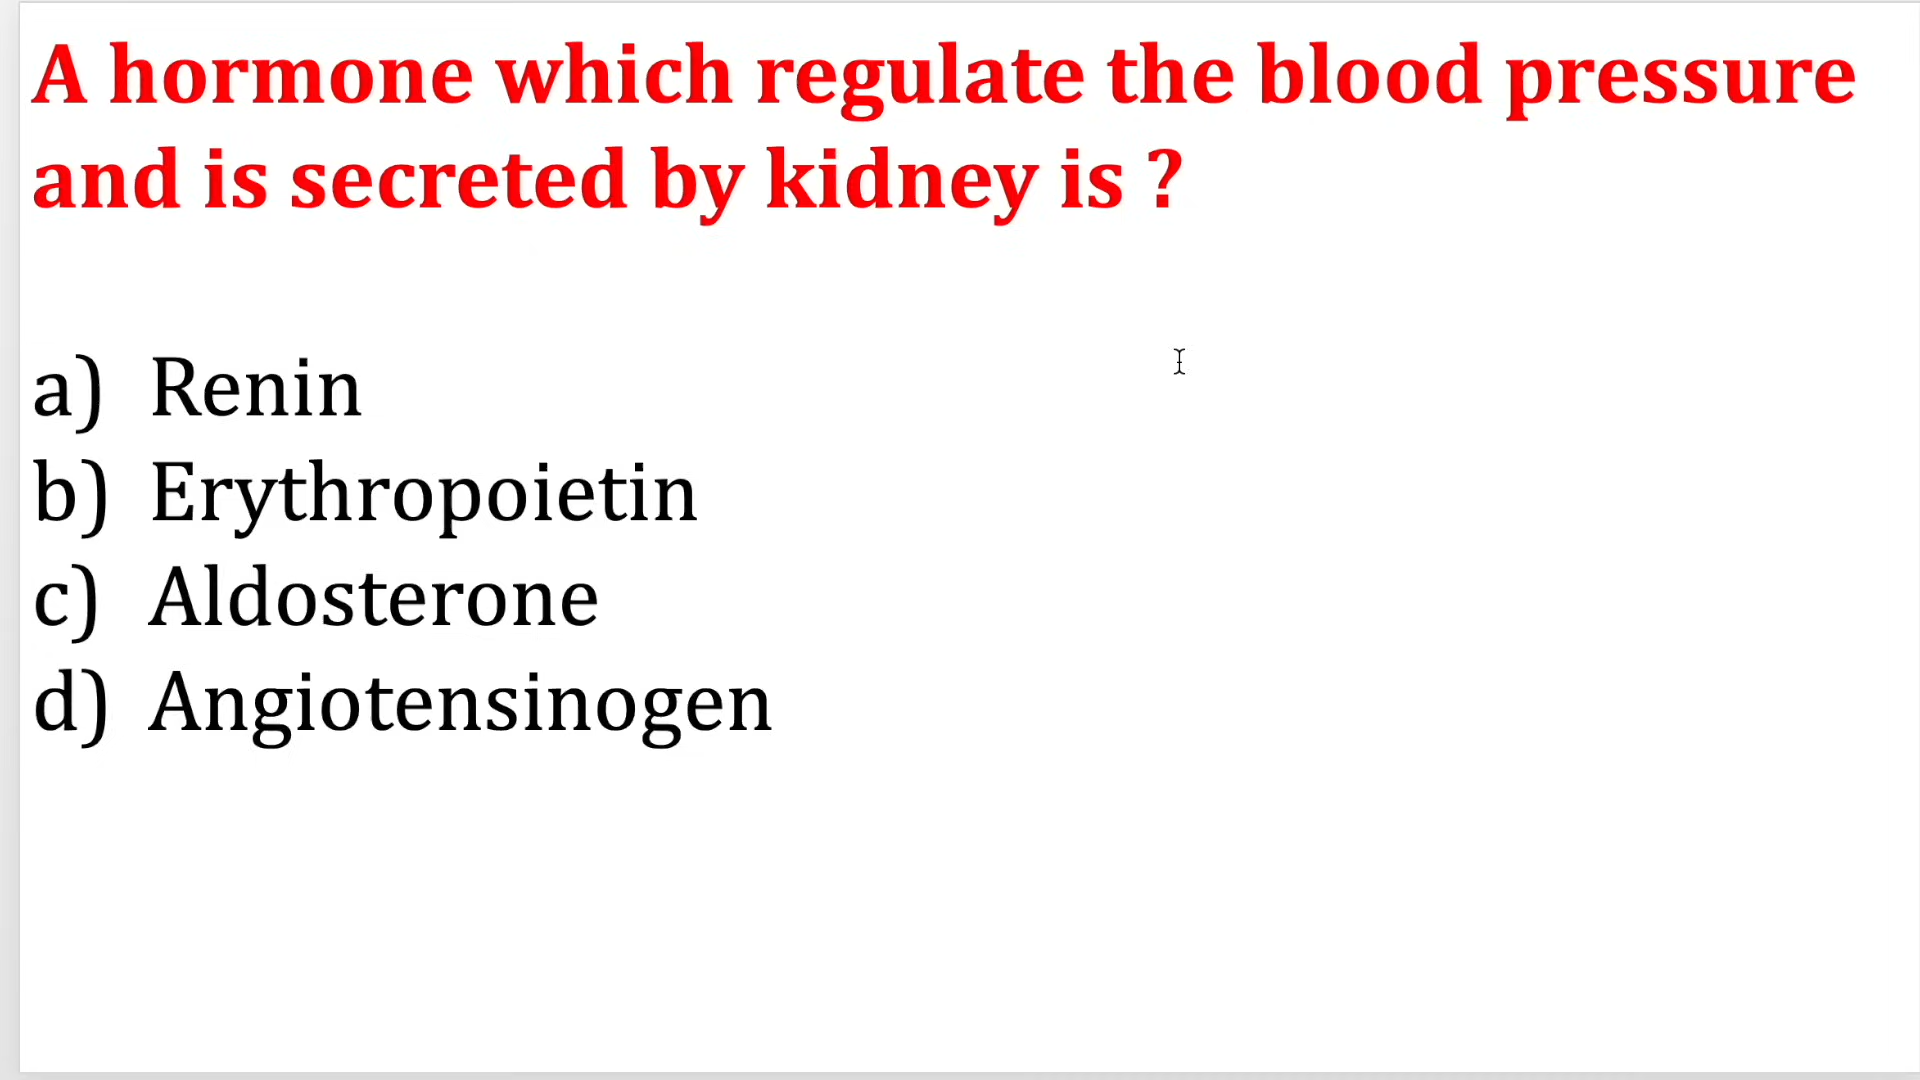 A hormone which regulate the blood pressure
and is secreted by kidney is ?
a) Renin
b) Erythropoietin
c) Aldosterone
d) Angiotensinogen